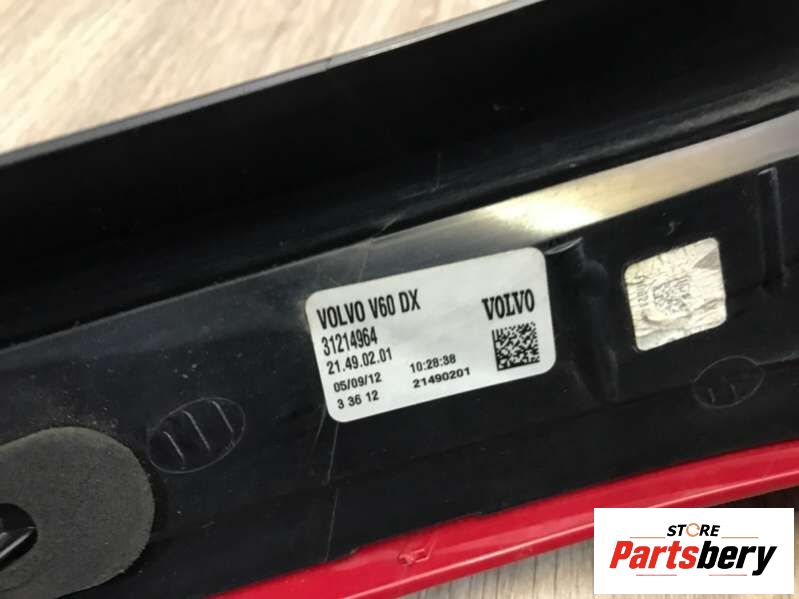 VOLVO V60 DX
VOLVO
31214964
21.49.02.01
05/09/12 10:28:38
3 36 12 21490201
STORE
Partsbery